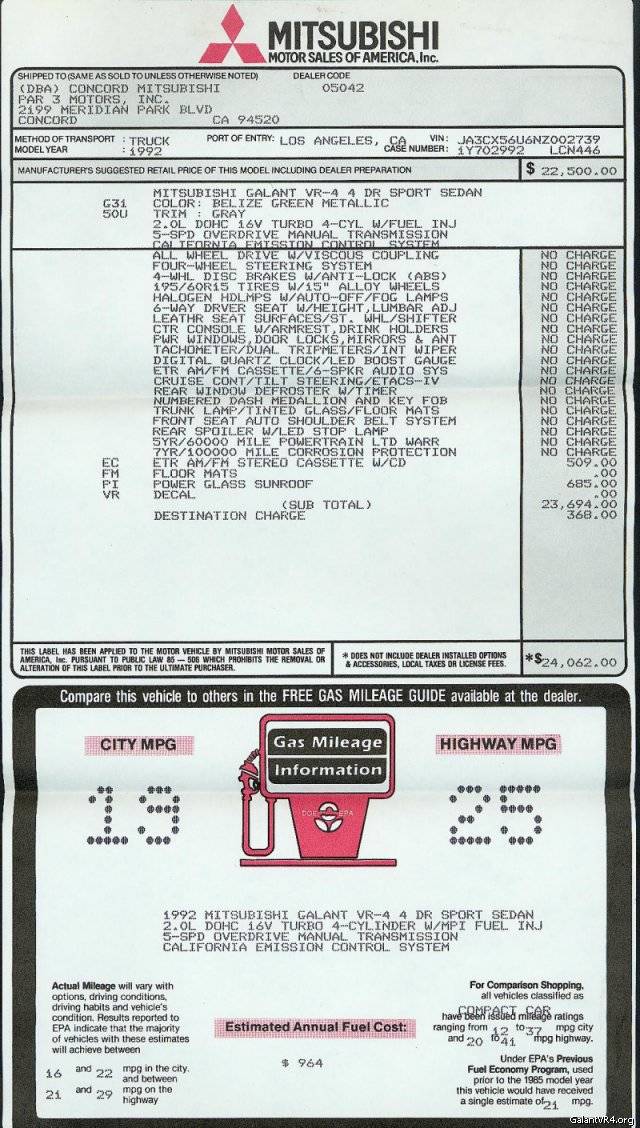 MITSUBISHI
MOTOR SALES OF AMERICA, Inc.
SHIPPED TO (SAME AS SOLD TO UNLESS OTHERWISE NOTED) DEALER CODE
(DBA) CONCORD MITSUBISHI 05042
PAR 3 MOTORS, INC.
2199 MERIDIAN PARK BLVD
CONCORD CA 94520
METHOD OF TRANSPORT : TRUCK PORT OF ENTRY: LOS ANGELES, CA VIN: JA3CX56U6NZ002739
MODEL YEAR : 1992 CASE NUMBER: 1Y702992 LCN446
MANUFACTURER'S SUGGESTED RETAIL PRICE OF THIS MODEL INCLUDING DEALER PREPARATION $ 22,500.00
MITSUBISHI GALANT VR-4 4 DR SPORT SEDAN
G31 COLOR: BELIZE GREEN METALLIC
50U TRIM : GRAY
2.0L DOHC 16V TURBO 4-CYL W/FUEL INJ
5-SPD OVERDRIVE MANUAL TRANSMISSION
CALIFORNIA EMISSION CONTROL SYSTEM
ALL WHEEL DRIVE W/VISCOUS COUPLING NO CHARGE
FOUR-WHEEL STEERING SYSTEM NO CHARGE
4-WHL DISC BRAKES W/ANTI-LOCK (ABS) NO CHARGE
195/60R15 TIRES W/15" ALLOY WHEELS NO CHARGE
HALOGEN HDLMPS W/AUTO-OFF/FOG LAMPS NO CHARGE
6-WAY DRVER SEAT W/HEIGHT,LUMBAR ADJ NO CHARGE
LEATHR SEAT SURFACES/ST. WHL/SHIFTER NO CHARGE
CTR CONSOLE W/ARMREST,DRINK HOLDERS NO CHARGE
PWR WINDOWS,DOOR LOCKS,MIRRORS & ANT NO CHARGE
TACHOMETER/DUAL TRIPMETERS/INT WIPER NO CHARGE
DIGITAL QUARTZ CLOCK/LED BOOST GAUGE NO CHARGE
ETR AM/FM CASSETTE/6-SPKR AUDIO SYS NO CHARGE
CRUISE CONT/TILT STEERING/ETACS-IV NO CHARGE
REAR WINDOW DEFROSTER W/TIMER NO CHARGE
NUMBERED DASH MEDALLION AND KEY FOB NO CHARGE
TRUNK LAMP/TINTED GLASS/FLOOR MATS NO CHARGE
FRONT SEAT AUTO SHOULDER BELT SYSTEM NO CHARGE
REAR SPOILER W/LED STOP LAMP NO CHARGE
5YR/60000 MILE POWERTRAIN LTD WARR NO CHARGE
7YR/100000 MILE CORROSION PROTECTION NO CHARGE
EC ETR AM/FM STEREO CASSETTE W/CD 509.00
FM FLOOR MATS .00
PI POWER GLASS SUNROOF 685.00
VR DECAL .00
(SUB TOTAL) 23,694.00
DESTINATION CHARGE 368.00
THIS LABEL HAS BEEN APPLIED TO THE MOTOR VEHICLE BY MITSUBISHI MOTOR SALES OF
AMERICA, Inc. PURSUANT TO PUBLIC LAW 85 — 506 WHICH PROHIBITS THE REMOVAL OR
ALTERATION OF THIS LABEL PRIOR TO THE ULTIMATE PURCHASER.
* DOES NOT INCLUDE DEALER INSTALLED OPTIONS
& ACCESSORIES, LOCAL TAXES OR LICENSE FEES.
*$24,062.00
Compare this vehicle to others in the FREE GAS MILEAGE GUIDE available at the dealer.
CITY MPG
19
Gas Mileage
Information
DOE EPA
HIGHWAY MPG
25
1992 MITSUBISHI GALANT VR-4 4 DR SPORT SEDAN
2.0L DOHC 16V TURBO 4-CYLINDER W/MPI FUEL INJ
5-SPD OVERDRIVE MANUAL TRANSMISSION
CALIFORNIA EMISSION CONTROL SYSTEM
Actual Mileage will vary with
options, driving conditions,
driving habits and vehicle's
condition. Results reported to
EPA indicate that the majority
of vehicles with these estimates
will achieve between
16 and 22 mpg in the city.
and between
21 and 29 mpg on the
highway
Estimated Annual Fuel Cost:
$ 964
For Comparison Shopping,
all vehicles classified as
COMPACT CAR
have been issued mileage ratings
ranging from 12 to 37 mpg city
and 20 to 41 mpg highway.
Under EPA's Previous
Fuel Economy Program, used
prior to the 1985 model year
this vehicle would have received
a single estimate of 21 mpg.
GalantVR4.org